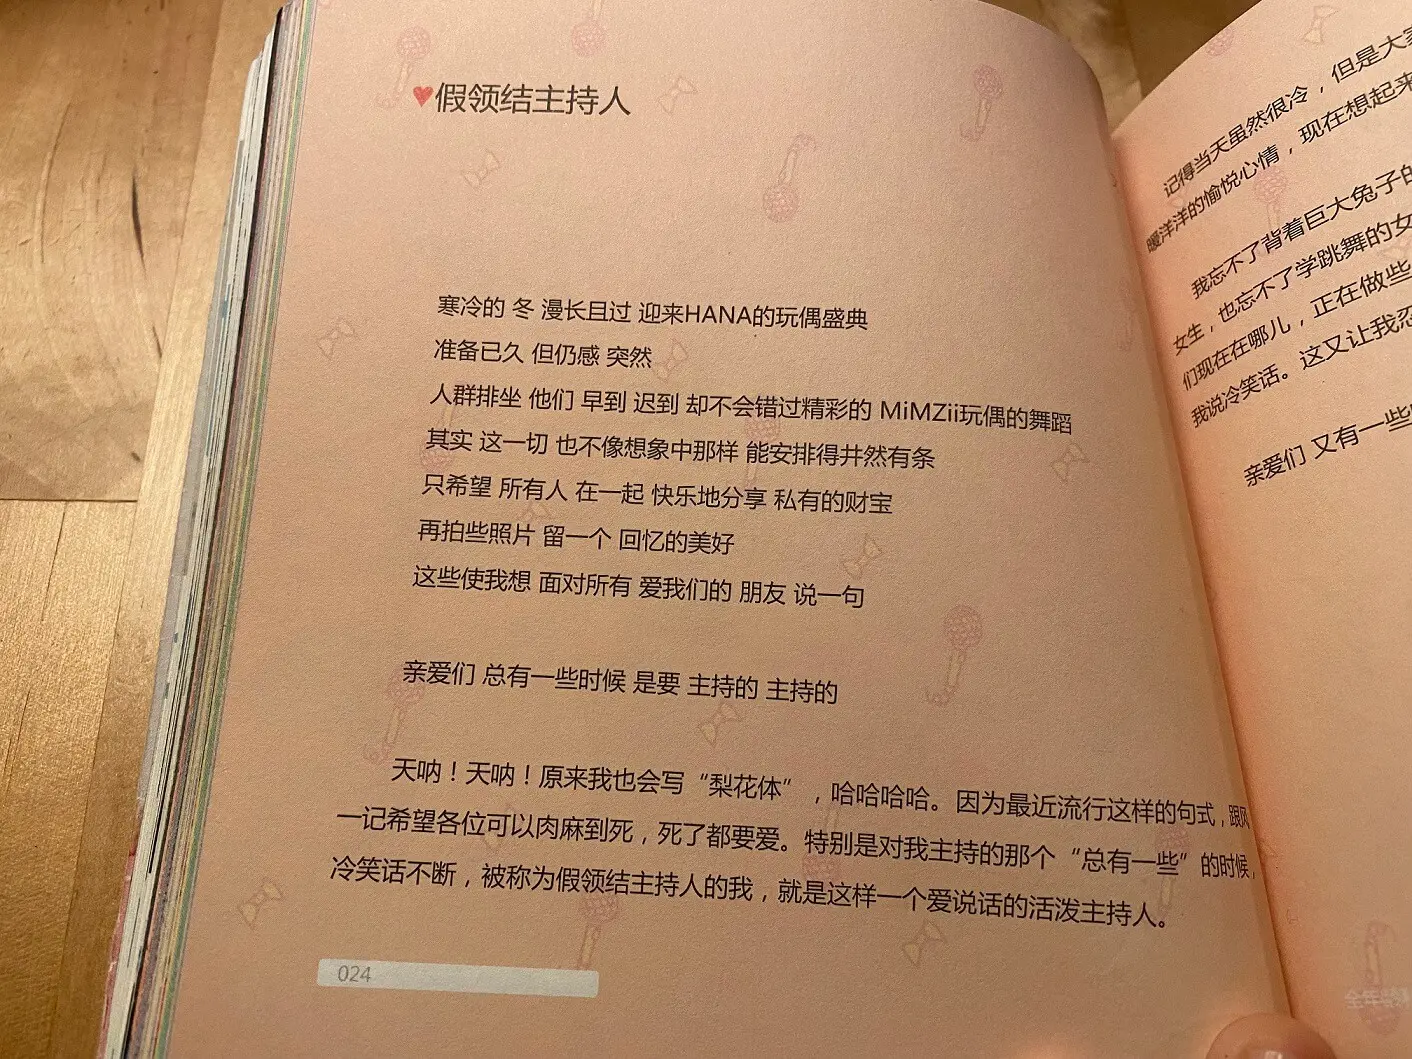 ♥假领结主持人
寒冷的 冬 漫长且过 迎来HANA的玩偶盛典
准备已久 但仍感 突然
人群排坐 他们 早到 迟到 却不会错过精彩的 MiMZii玩偶的舞蹈
其实 这一切 也不像想象中那样 能安排得井然有条
只希望 所有人 在一起 快乐地分享 私有的财宝
再拍些照片 留一个 回忆的美好
这些使我想 面对所有 爱我们的 朋友 说一句
亲爱们 总有一些时候 是要 主持的 主持的
天呐！天呐！原来我也会写“梨花体”，哈哈哈哈。因为最近流行这样的句式，跟风
一记希望各位可以肉麻到死，死了都要爱。特别是对我主持的那个“总有一些”的时候，
冷笑话不断，被称为假领结主持人的我，就是这样一个爱说话的活泼主持人。
024
记得当天虽然很冷，但是大家
暖洋洋的愉悦心情，现在想起来
我忘不了背着巨大兔子的
女生，也忘不了学跳舞的女
们现在在哪儿，正在做些
我说冷笑话。这又让我忍
亲爱们 又有一些